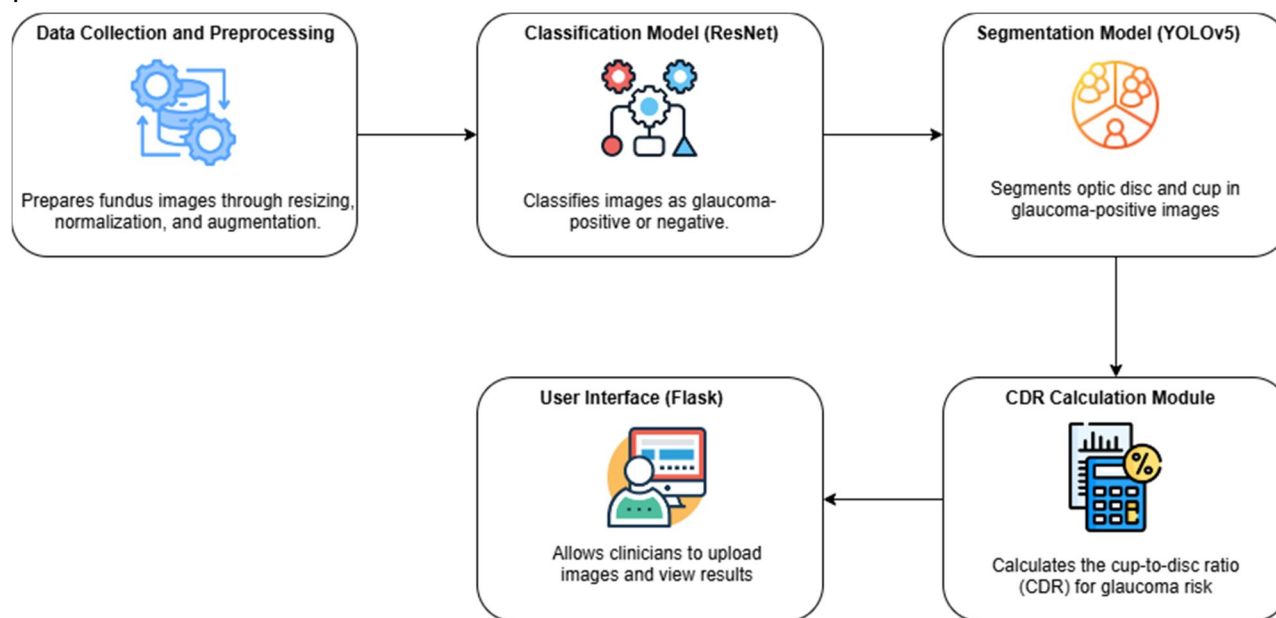 Data Collection and Preprocessing
Prepares fundus images through resizing,
normalization, and augmentation.
Classification Model (ResNet)
Classifies images as glaucoma-
positive or negative.
Segmentation Model (YOLOv5)
Segments optic disc and cup in
glaucoma-positive images
CDR Calculation Module
%
Calculates the cup-to-disc ratio
(CDR) for glaucoma risk
User Interface (Flask)
Allows clinicians to upload
images and view results